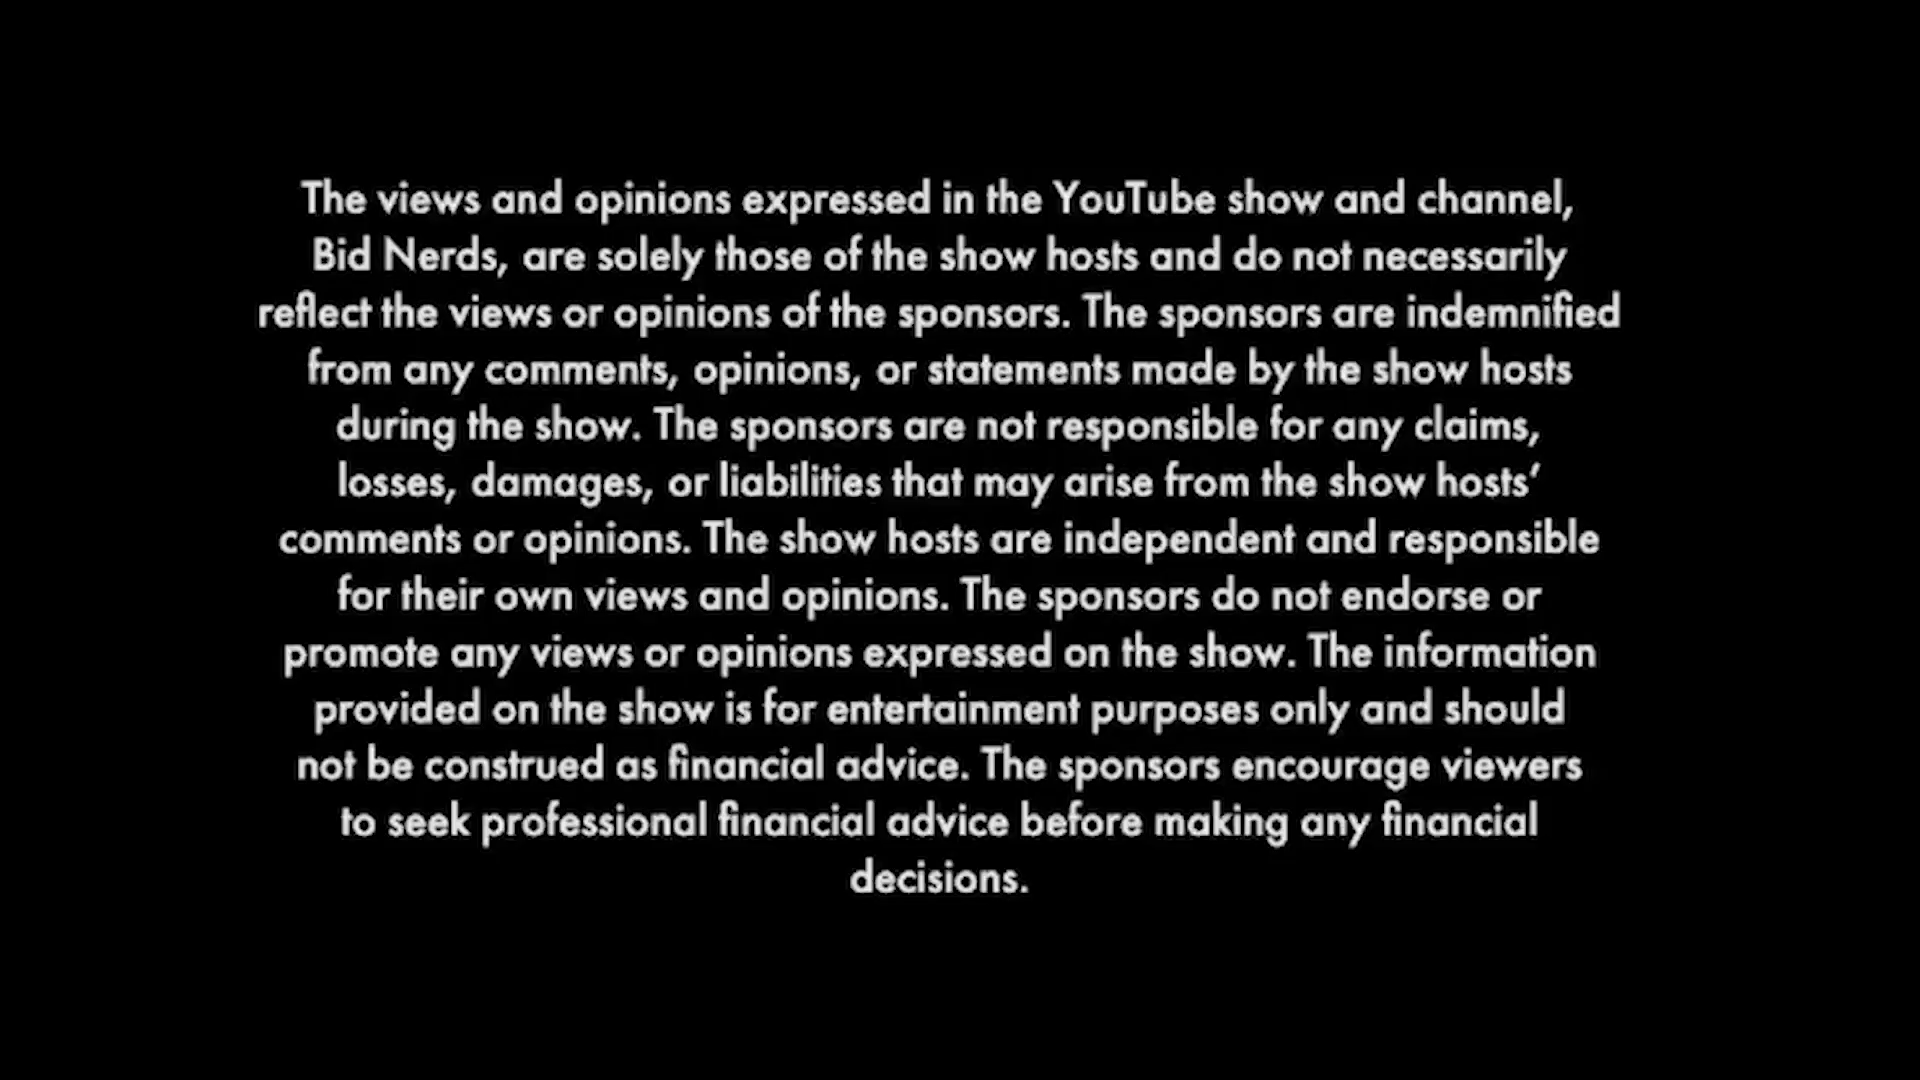 The views and opinions expressed in the YouTube show and channel,
Bid Nerds, are solely those of the show hosts and do not necessarily
reflect the views or opinions of the sponsors. The sponsors are indemnified
from any comments, opinions, or statements made by the show hosts
during the show. The sponsors are not responsible for any claims,
losses, damages, or liabilities that may arise from the show hosts’
comments or opinions. The show hosts are independent and responsible
for their own views and opinions. The sponsors do not endorse or
promote any views or opinions expressed on the show. The information
provided on the show is for entertainment purposes only and should
not be construed as financial advice. The sponsors encourage viewers
to seek professional financial advice before making any financial
decisions.